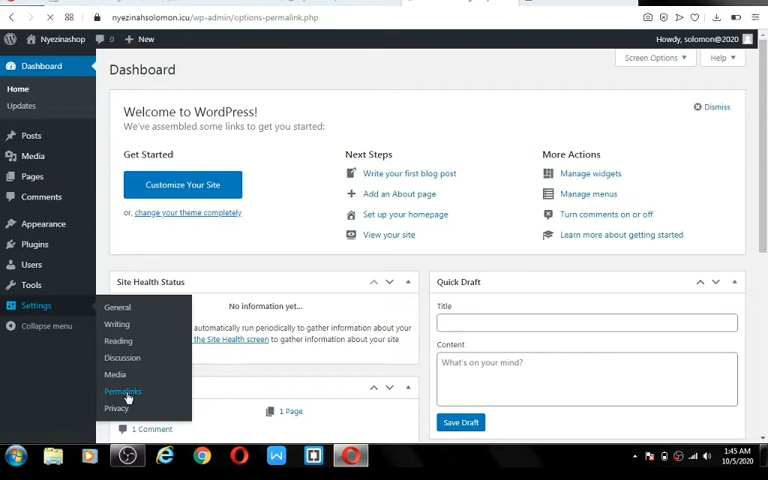 nyezinahsolomon.icu/wp-admin/options-permalink.php
Nyezinashop 0 + New Howdy, solomon@2020
Dashboard
Home
Updates
Posts
Media
Pages
Comments
Appearance
Plugins
Users
Tools
Settings
Collapse menu
General
Writing
Reading
Discussion
Media
Permalinks
Privacy
Screen Options Help
Dashboard
Welcome to WordPress!
We've assembled some links to get you started:
Dismiss
Get Started
Customize Your Site
or, change your theme completely
Next Steps
Write your first blog post
Add an About page
Set up your homepage
View your site
More Actions
Manage widgets
Manage menus
Turn comments on or off
Learn more about getting started
Site Health Status
No information yet...
automatically run periodically to gather information about your
the Site Health screen to gather information about your site
1 Page
1 Comment
Quick Draft
Title
Content
What's on your mind?
Save Draft
1:45 AM
10/5/2020